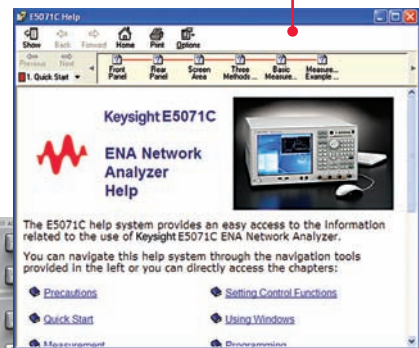 E5071C Help
Show Back Forward Home Print Options
Previous Next
1. Quick Start
Front Panel Rear Panel Screen Area Three Methods ... Basic Measure... Measure... Example ...
Keysight E5071C
ENA Network
Analyzer
Help
The E5071C help system provides an easy access to the information
related to the use of Keysight E5071C ENA Network Analyzer.
You can navigate this help system through the navigation tools
provided in the left or you can directly access the chapters:
Precautions Setting Control Functions
Quick Start Using Windows
Measurement Programming